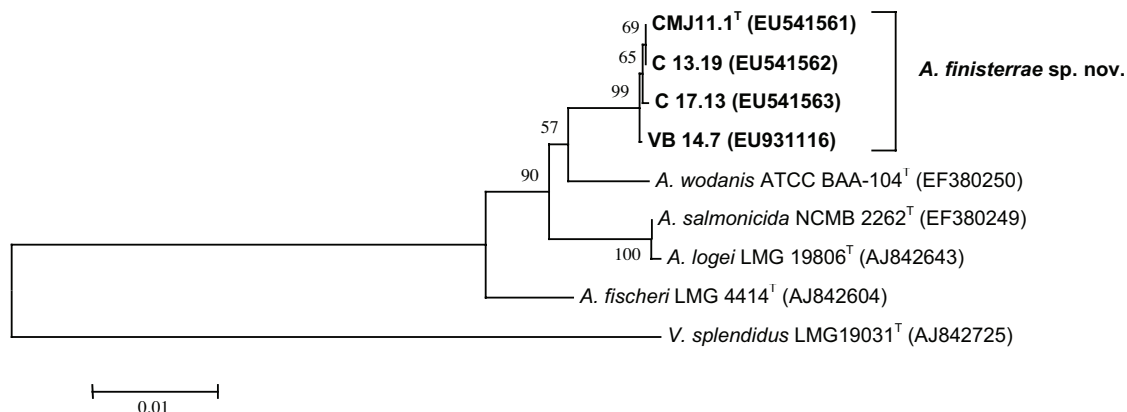 69
CMJ11.1ᵀ (EU541561)
65
C 13.19 (EU541562)
A. finisterrae sp. nov.
99
C 17.13 (EU541563)
57
VB 14.7 (EU931116)
90
A. wodanis ATCC BAA-104ᵀ (EF380250)
A. salmonicida NCMB 2262ᵀ (EF380249)
100
A. logei LMG 19806ᵀ (AJ842643)
A. fischeri LMG 4414ᵀ (AJ842604)
V. splendidus LMG19031ᵀ (AJ842725)
0.01